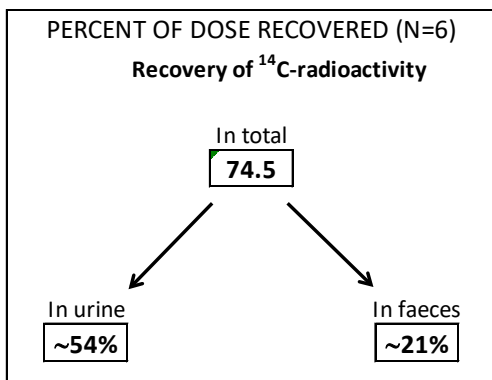 PERCENT OF DOSE RECOVERED (N=6)
Recovery of ¹⁴C-radioactivity
In total
74.5
In urine
~54%
In faeces
~21%